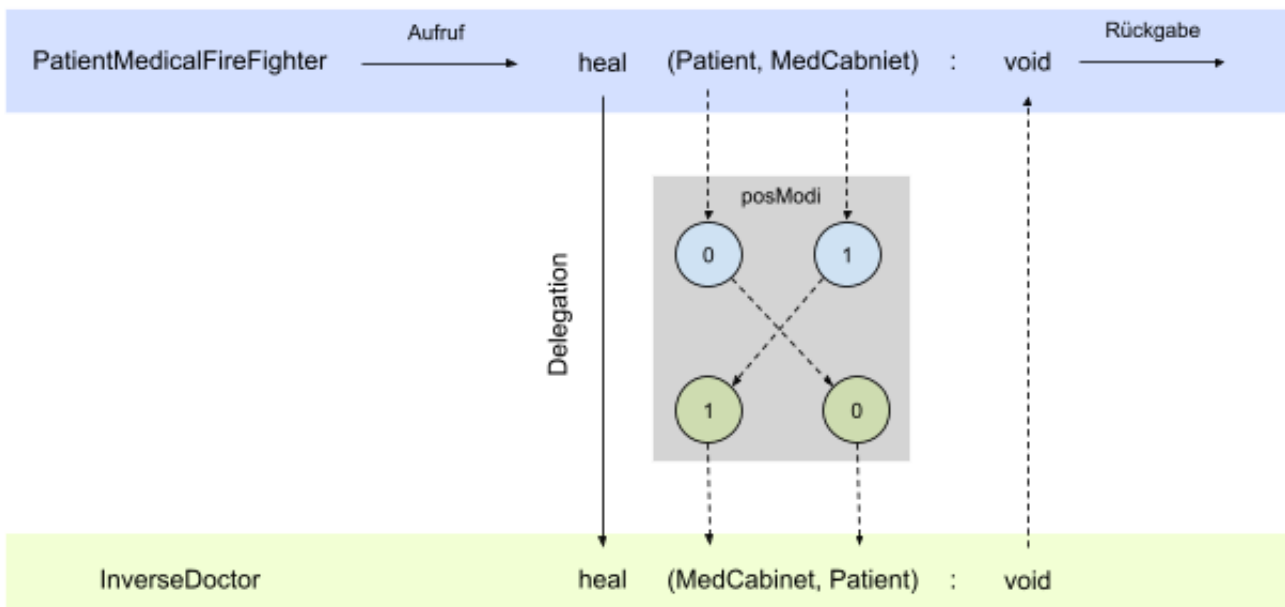 Aufruf
Rückgabe
PatientMedicalFireFighter heal (Patient, MedCabniet) : void
posModi
0 1
Delegation
1 0
InverseDoctor heal (MedCabinet, Patient) : void